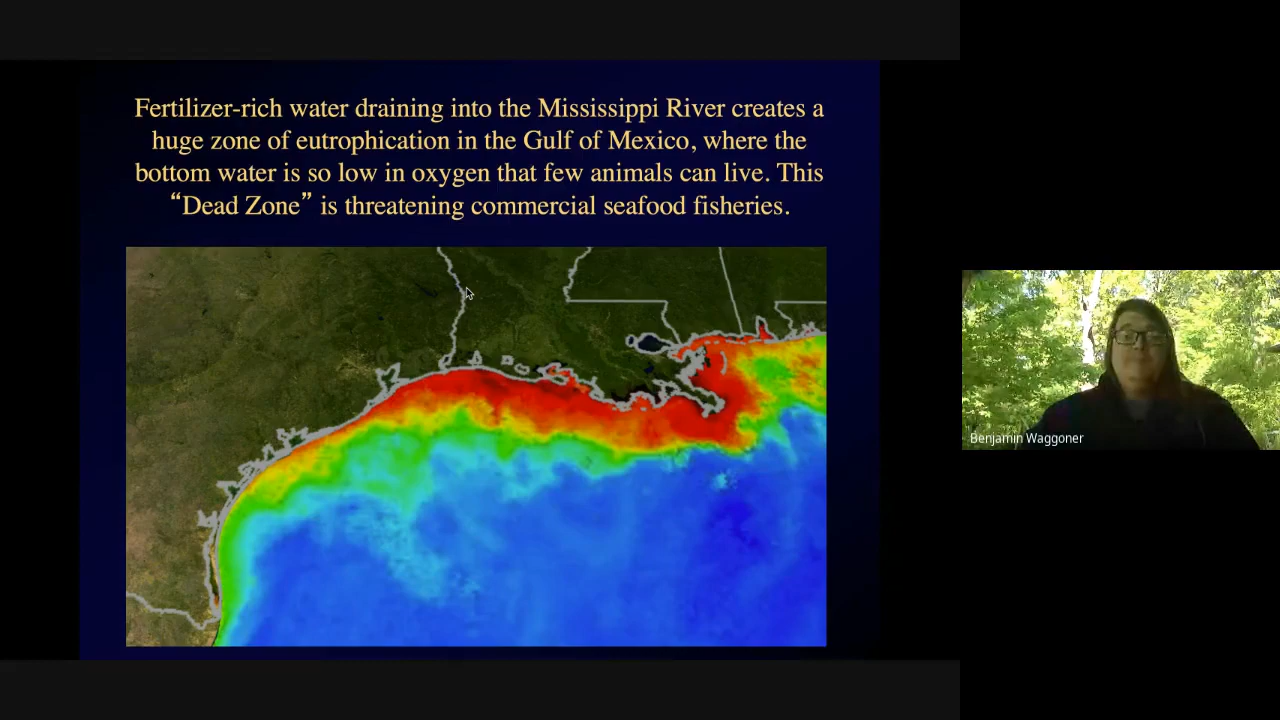 Fertilizer-rich water draining into the Mississippi River creates a
huge zone of eutrophication in the Gulf of Mexico, where the
bottom water is so low in oxygen that few animals can live. This
“Dead Zone” is threatening commercial seafood fisheries.
Benjamin Waggoner